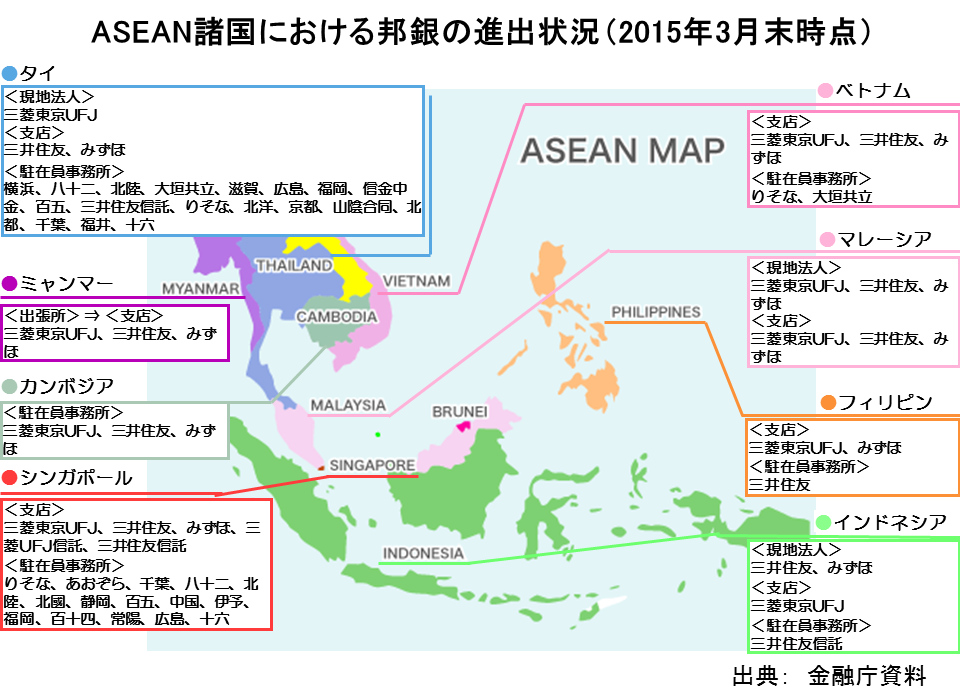 ASEAN諸国における邦銀の進出状況（2015年3月末時点）
●タイ
＜現地法人＞
三菱東京UFJ
＜支店＞
三井住友、みずほ
＜駐在員事務所＞
横浜、八十二、北陸、大垣共立、滋賀、広島、福岡、信金中
金、百五、三井住友信託、りそな、北洋、京都、山陰合同、北
都、千葉、福井、十六
●ミャンマー
＜出張所＞⇒＜支店＞
三菱東京UFJ、三井住友、みず
ほ
●カンボジア
＜駐在員事務所＞
三菱東京UFJ、三井住友、みず
ほ
●シンガポール
＜支店＞
三菱東京UFJ、三井住友、みずほ、三
菱UFJ信託、三井住友信託
＜駐在員事務所＞
りそな、あおぞら、千葉、八十二、北
陸、北國、静岡、百五、中国、伊予、
福岡、百十四、常陽、広島、十六
ASEAN MAP
THAILAND
MYANMAR
VIETNAM
CAMBODIA
PHILIPPINES
MALAYSIA
BRUNEI
SINGAPORE
INDONESIA
●ベトナム
＜支店＞
三菱東京UFJ、三井住友、み
ずほ
＜駐在員事務所＞
りそな、大垣共立
●マレーシア
＜現地法人＞
三菱東京UFJ、三井住友、み
ずほ
＜支店＞
三菱東京UFJ、三井住友、み
ずほ
●フィリピン
＜支店＞
三菱東京UFJ、みずほ
＜駐在員事務所＞
三井住友
●インドネシア
＜現地法人＞
三井住友、みずほ
＜支店＞
三菱東京UFJ
＜駐在員事務所＞
三井住友信託
出典： 金融庁資料